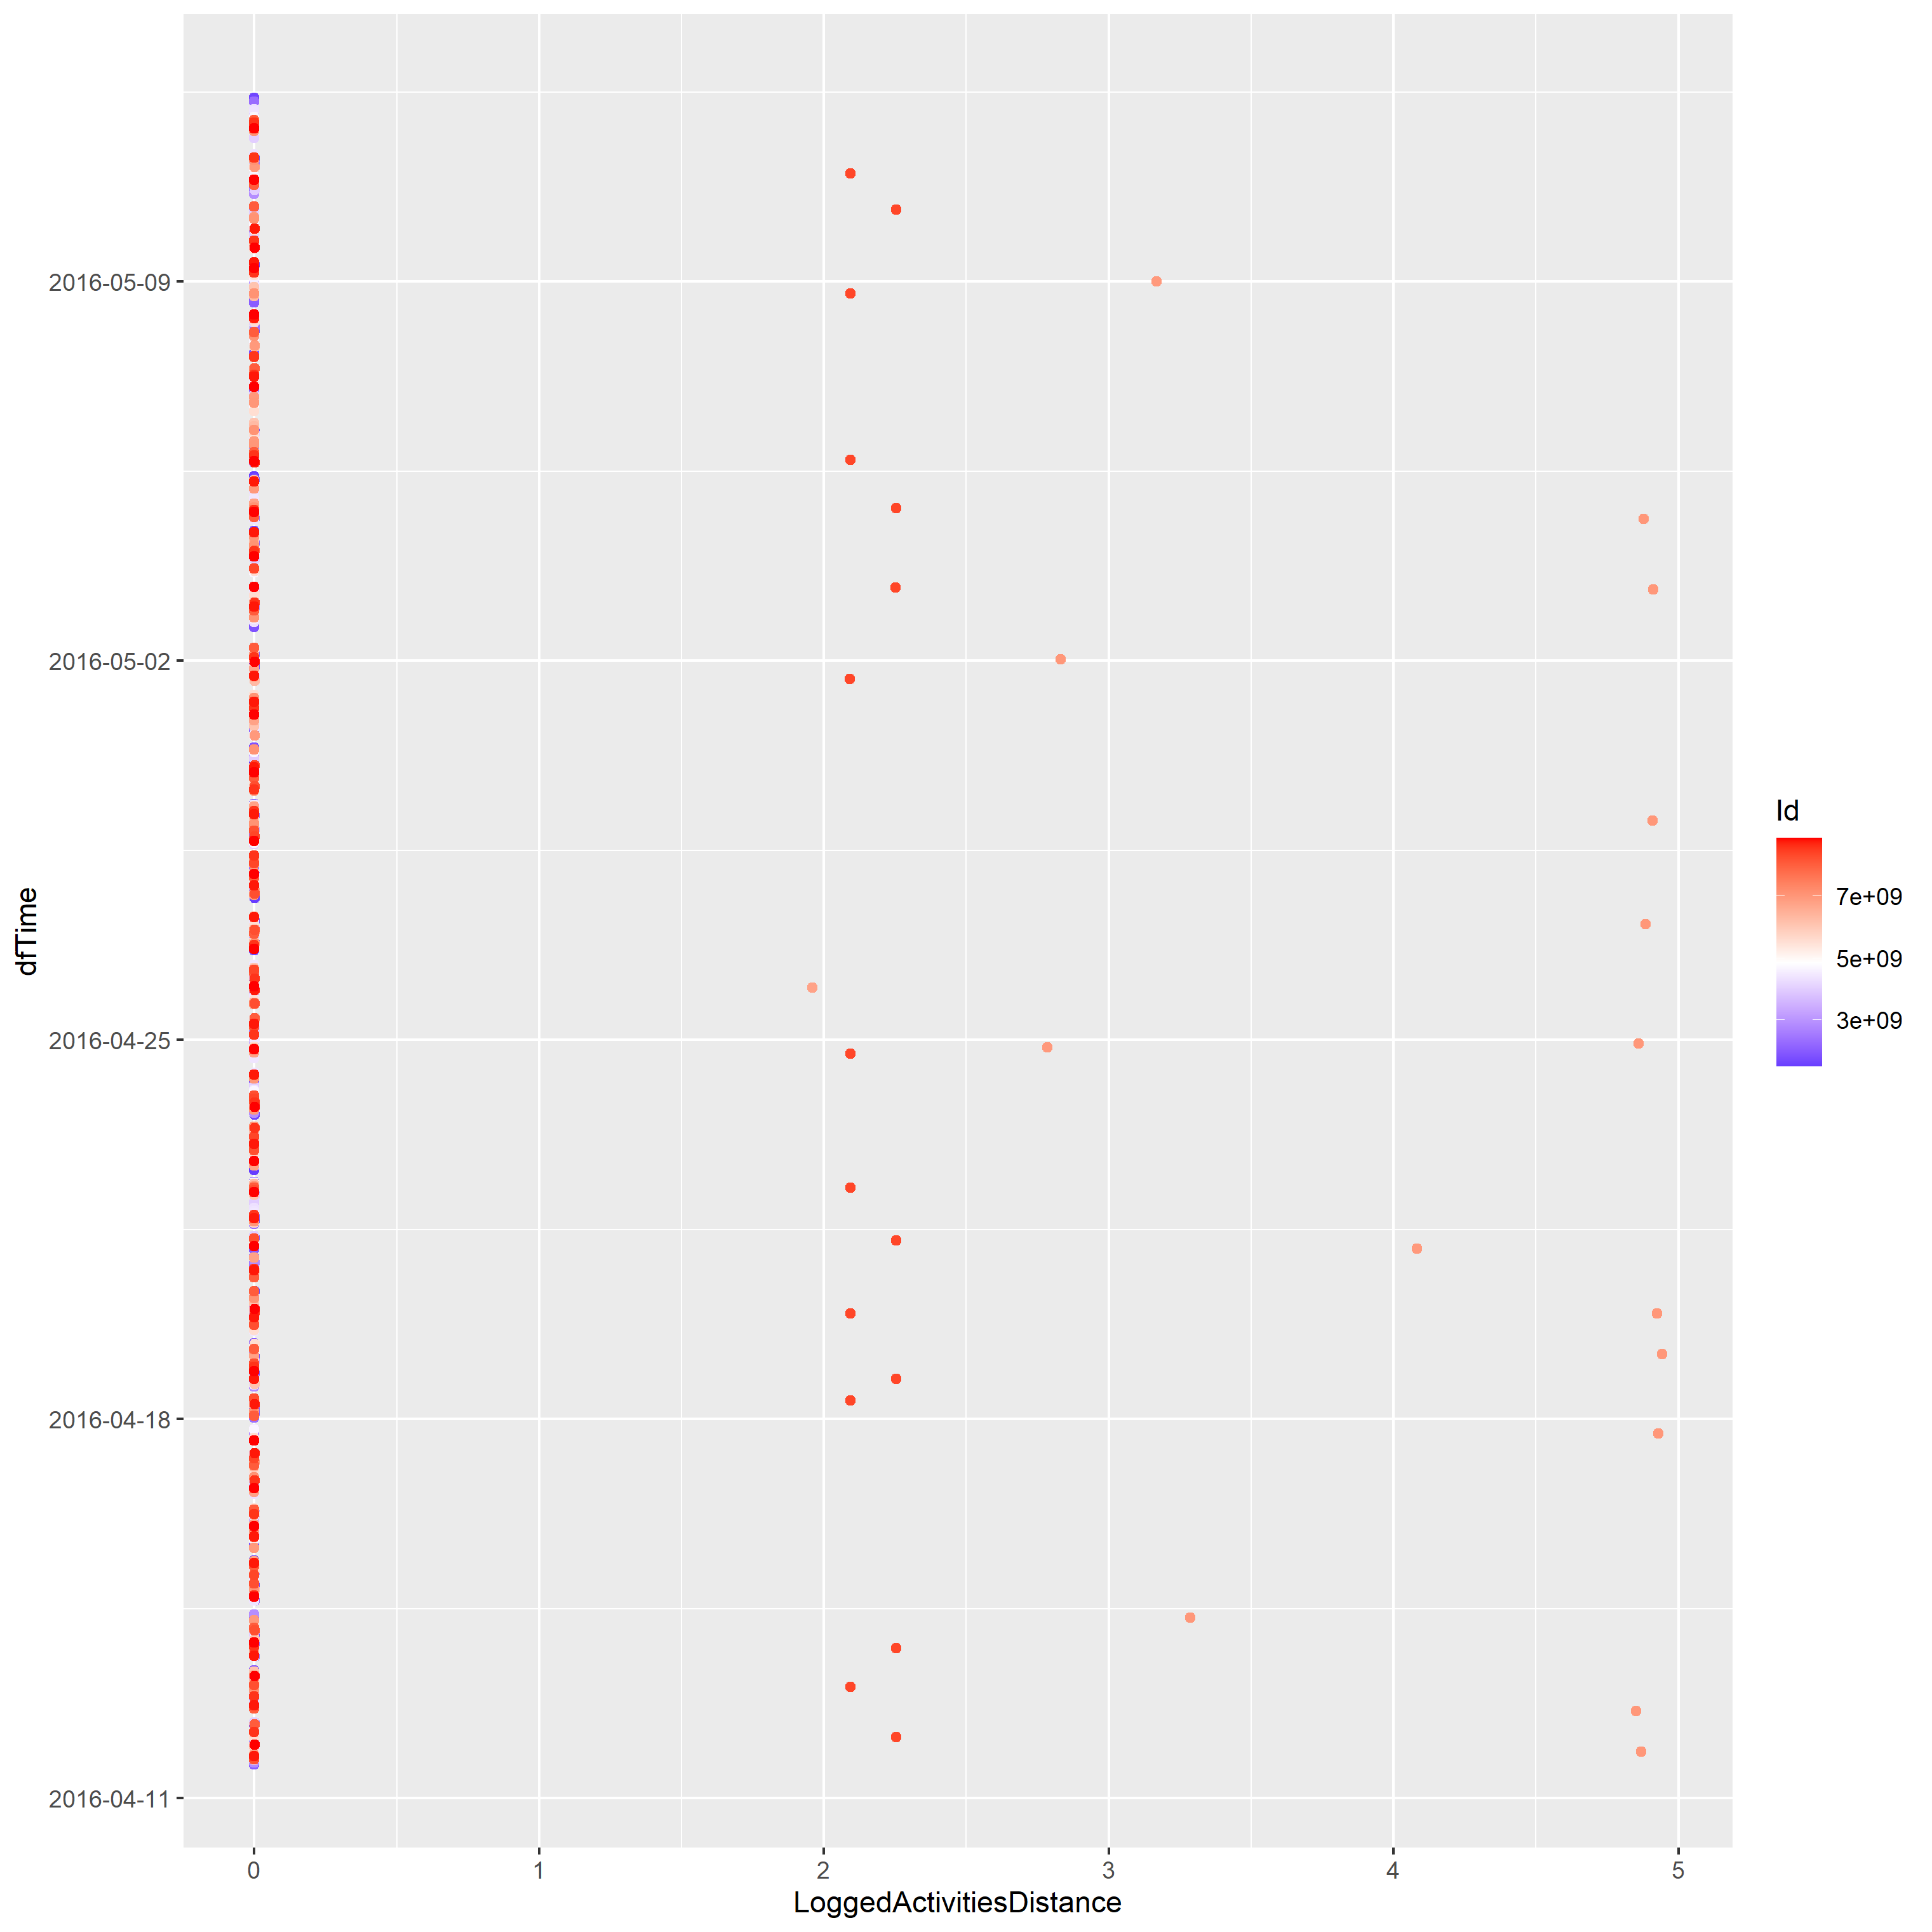 dfTime
2016-05-09
2016-05-02
2016-04-25
2016-04-18
2016-04-11
0 1 2 3 4 5
LoggedActivitiesDistance
Id
7e+09
5e+09
3e+09